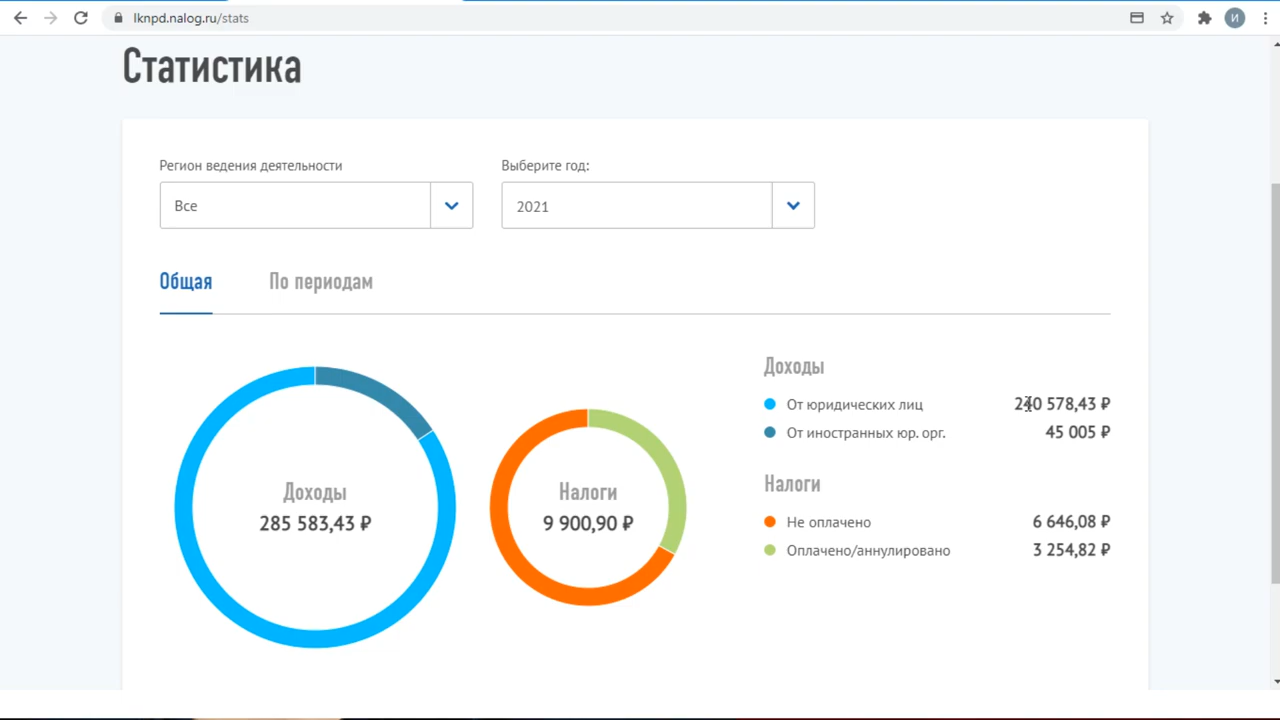 lknpd.nalog.ru/stats
И
Статистика
Регион ведения деятельности
Выберите год:
Все
2021
Общая
По периодам
Доходы
285 583,43 ₽
Налоги
9 900,90 ₽
Доходы
От юридических лиц 240 578,43 ₽
От иностранных юр. орг. 45 005 ₽
Налоги
Не оплачено 6 646,08 ₽
Оплачено/аннулировано 3 254,82 ₽